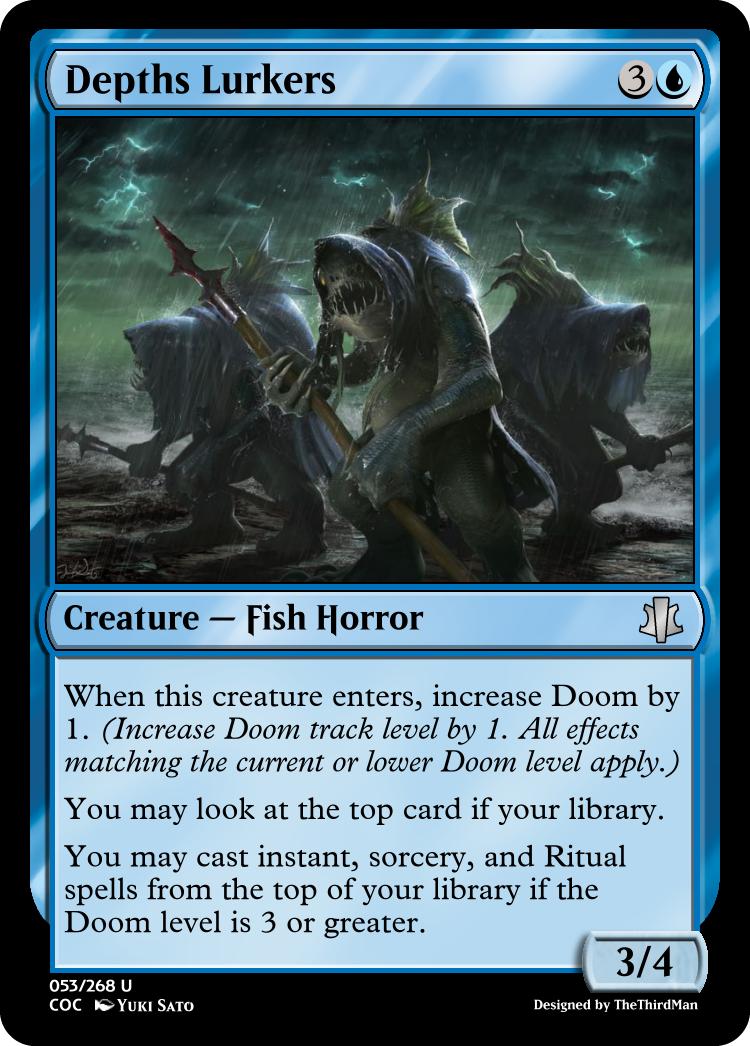 Depths Lurkers 3
Creature — Fish Horror
When this creature enters, increase Doom by
1. (Increase Doom track level by 1. All effects
matching the current or lower Doom level apply.)
You may look at the top card if your library.
You may cast instant, sorcery, and Ritual
spells from the top of your library if the
Doom level is 3 or greater.
3/4
053/268 U
COC Yuki Sato
Designed by TheThirdMan